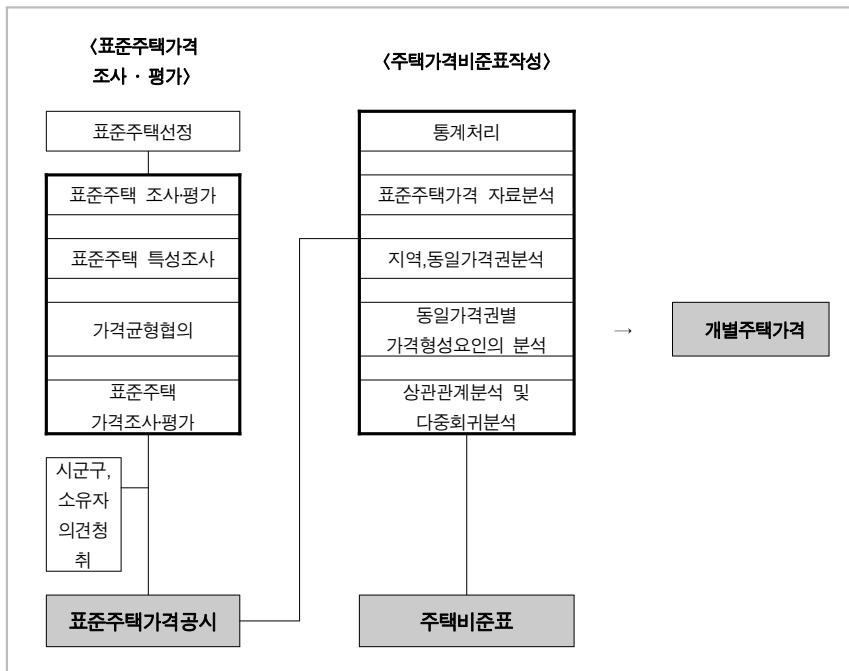 〈표준주택가격
조사 · 평가〉
표준주택선정
표준주택 조사·평가
표준주택 특성조사
가격균형협의
표준주택
가격조사·평가
시군구,
소유자
의견청
취
표준주택가격공시
〈주택가격비준표작성〉
통계처리
표준주택가격 자료분석
지역,동일가격권분석
동일가격권별
가격형성요인의 분석
상관관계분석 및
다중회귀분석
주택비준표
→
개별주택가격